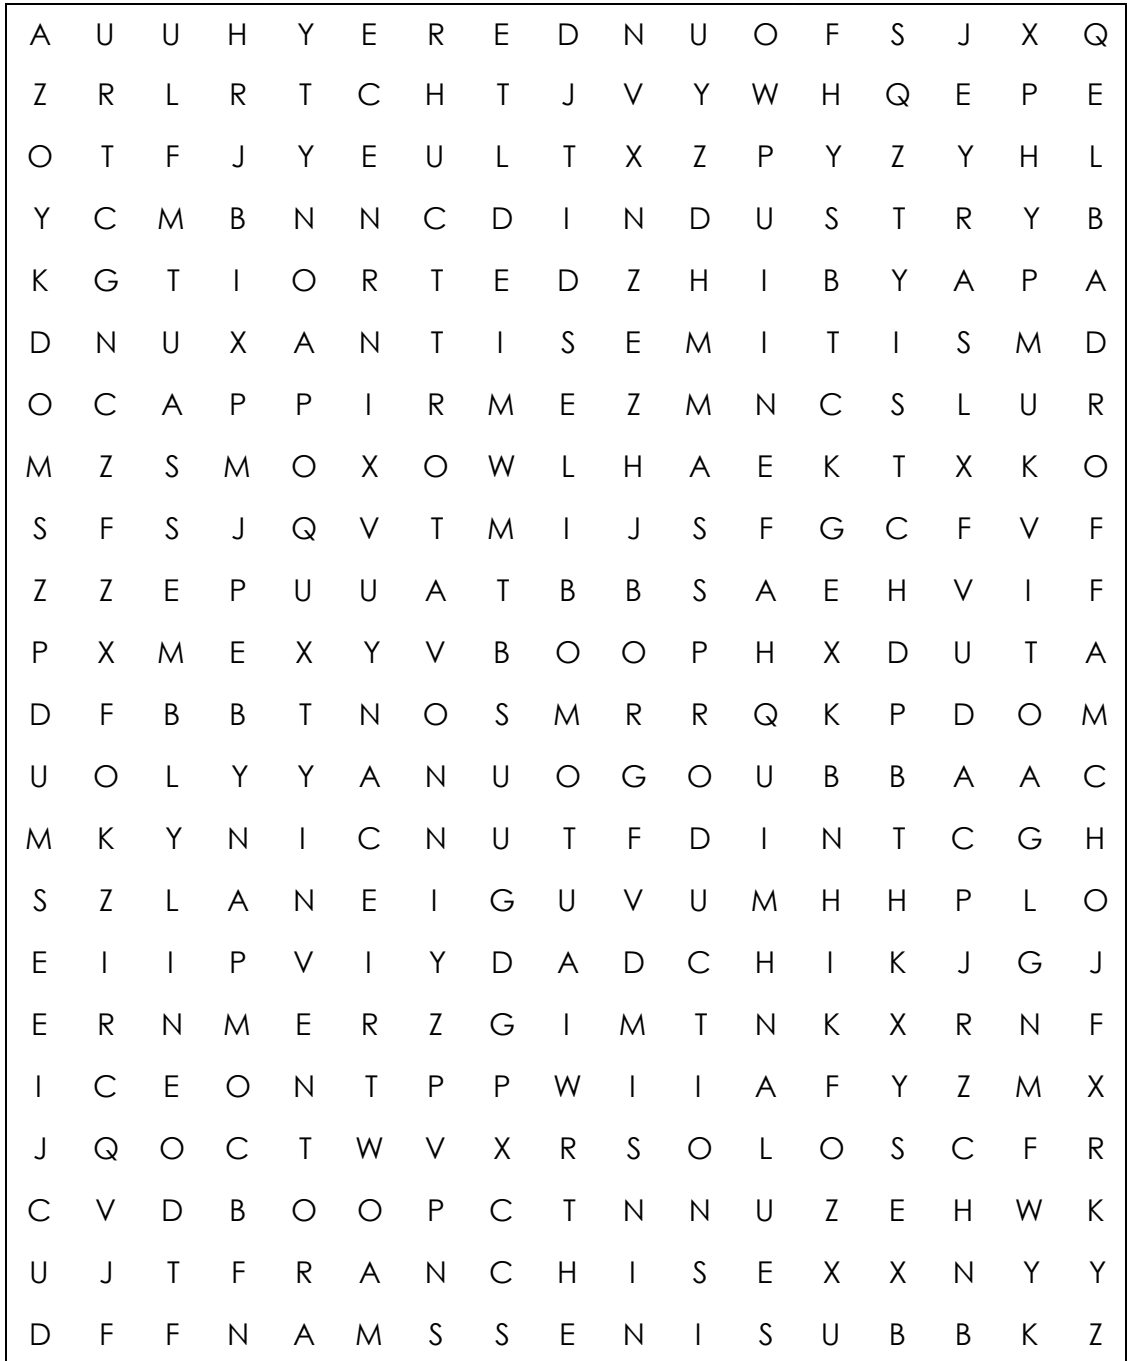 A U U H Y E R E D N U O F S J X Q
Z R L R T C H T J V Y W H Q E P E
O T F J Y E U L T X Z P Y Z Y H L
Y C M B N N C D I N D U S T R Y B
K G T I O R T E D Z H I B Y A P A
D N U X A N T I S E M I T I S M D
O C A P P I R M E Z M N C S L U R
M Z S M O X O W L H A E K T X K O
S F S J Q V T M I J S F G C F V F
Z Z E P U U A T B B S A E H V I F
P X M E X Y V B O O P H X D U T A
D F B B T N O S M R R Q K P D O M
U O L Y Y A N U O G O U B B A A C
M K Y N I C N U T F D I N T C G H
S Z L A N E I G U V U M H H P L O
E I I P V I Y D A D C H I K J G J
E R N M E R Z G I M T N K X R N F
I C E O N T P P W I I A F Y Z M X
J Q O C T W V X R S O L O S C F R
C V D B O O P C T N N U Z E H W K
U J T F R A N C H I S E X X N Y Y
D F F N A M S S E N I S U B B K Z